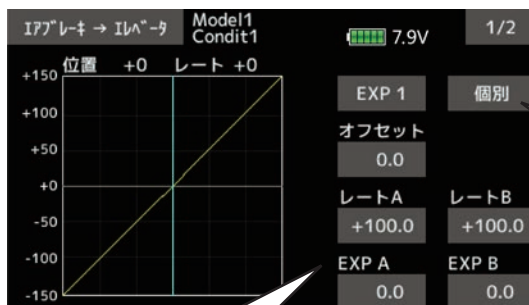 ｴｱﾌﾞﾚｰｷ → ｴﾚﾍﾞｰﾀ
Model1
Condit1
7.9V
1/2
位置 +0 レート +0
+150
+100
+50
+0
-50
-100
-150
EXP 1
個別
オフセット
0.0
レートA
レートB
+100.0
+100.0
EXP A
EXP B
0.0
0.0